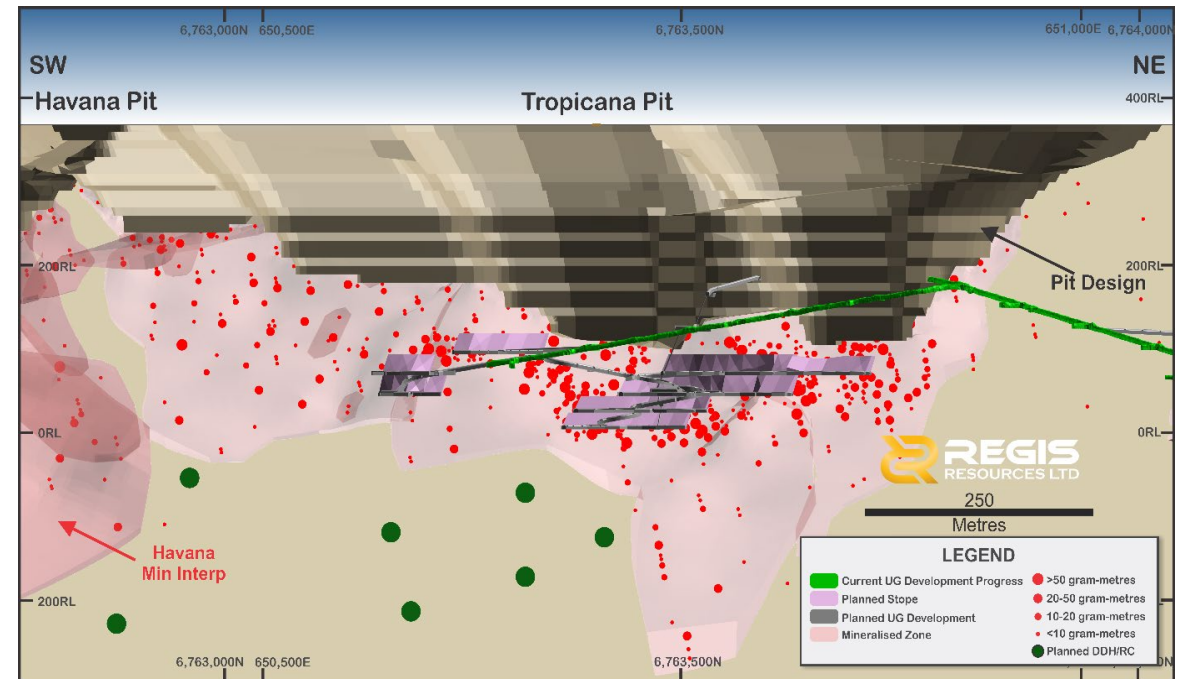 6,763,000N 650,500E 6,763,500N 651,000E 6,764,000N
SW NE
Havana Pit Tropicana Pit 400RL
200RL 200RL
Pit Design
0RL 0RL
REGIS
RESOURCES LTD
250
Metres
Havana
Min Interp
200RL
LEGEND
Current UG Development Progress
Planned Stope
Planned UG Development
Mineralised Zone
>50 gram-metres
20-50 gram-metres
10-20 gram-metres
<10 gram-metres
Planned DDH/RC
6,763,000N 650,500E 6,763,500N